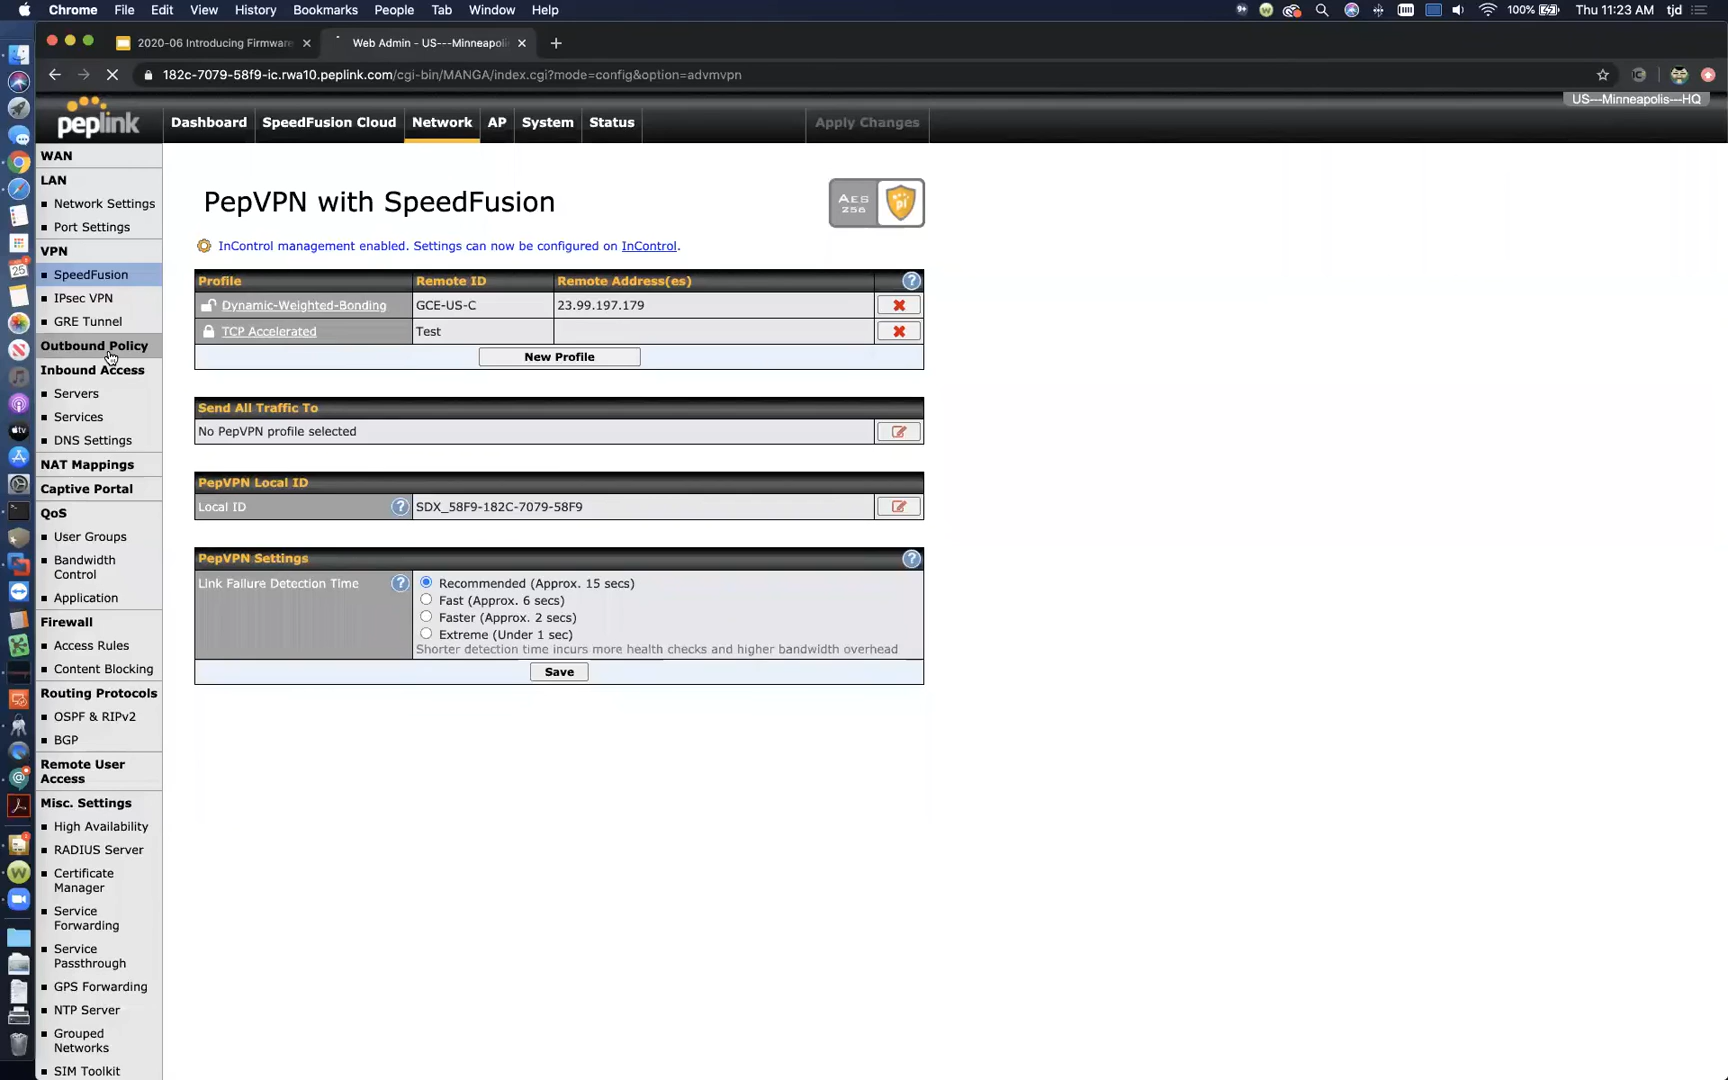 Chrome File Edit View History Bookmarks People Tab Window Help 9+ 100% Thu 11:23 AM tjd
2020-06 Introducing Firmware Web Admin - US---Minneapolis
182c-7079-58f9-ic.rwa10.peplink.com/cgi-bin/MANGA/index.cgi?mode=config&option=advmvpn
US---Minneapolis---HQ
peplink Dashboard SpeedFusion Cloud Network AP System Status Apply Changes
WAN
LAN
Network Settings
Port Settings
VPN
SpeedFusion
IPsec VPN
GRE Tunnel
Outbound Policy
Inbound Access
Servers
Services
DNS Settings
NAT Mappings
Captive Portal
QoS
User Groups
Bandwidth
Control
Application
Firewall
Access Rules
Content Blocking
Routing Protocols
OSPF & RIPv2
BGP
Remote User
Access
Misc. Settings
High Availability
RADIUS Server
Certificate
Manager
Service
Forwarding
Service
Passthrough
GPS Forwarding
NTP Server
Grouped
Networks
SIM Toolkit
PepVPN with SpeedFusion
AES
256
InControl management enabled. Settings can now be configured on InControl.
Profile Remote ID Remote Address(es) ?
Dynamic-Weighted-Bonding GCE-US-C 23.99.197.179
TCP Accelerated Test
New Profile
Send All Traffic To
No PepVPN profile selected
PepVPN Local ID
Local ID ? SDX_58F9-182C-7079-58F9
PepVPN Settings ?
Link Failure Detection Time ? Recommended (Approx. 15 secs)
Fast (Approx. 6 secs)
Faster (Approx. 2 secs)
Extreme (Under 1 sec)
Shorter detection time incurs more health checks and higher bandwidth overhead
Save